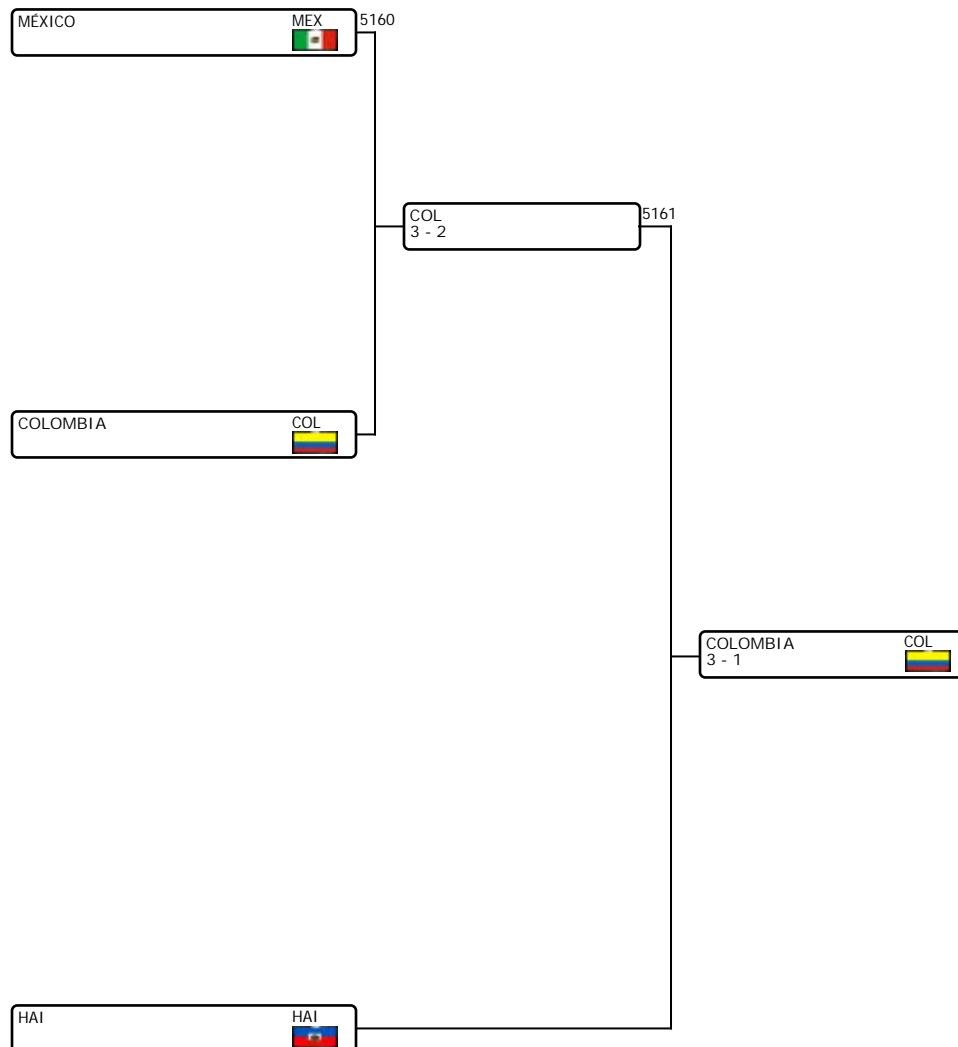 MÉXICO MEX 5160
COL 5161
3 - 2
COLOMBIA COL
COLOMBIA COL
3 - 1
HAI HAI